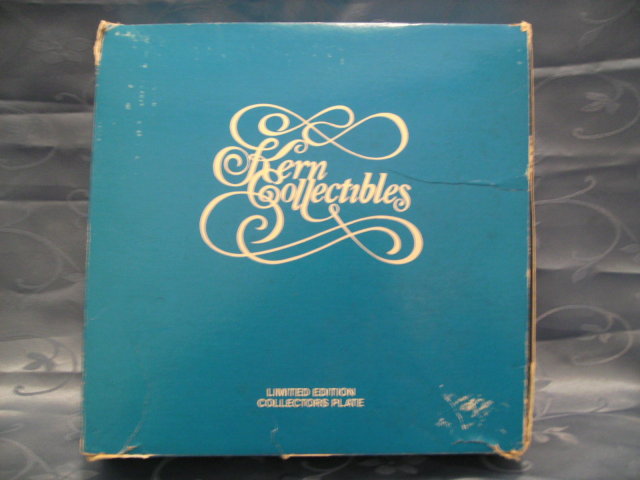 Kern
Collectibles
LIMITED EDITION
COLLECTORS PLATE